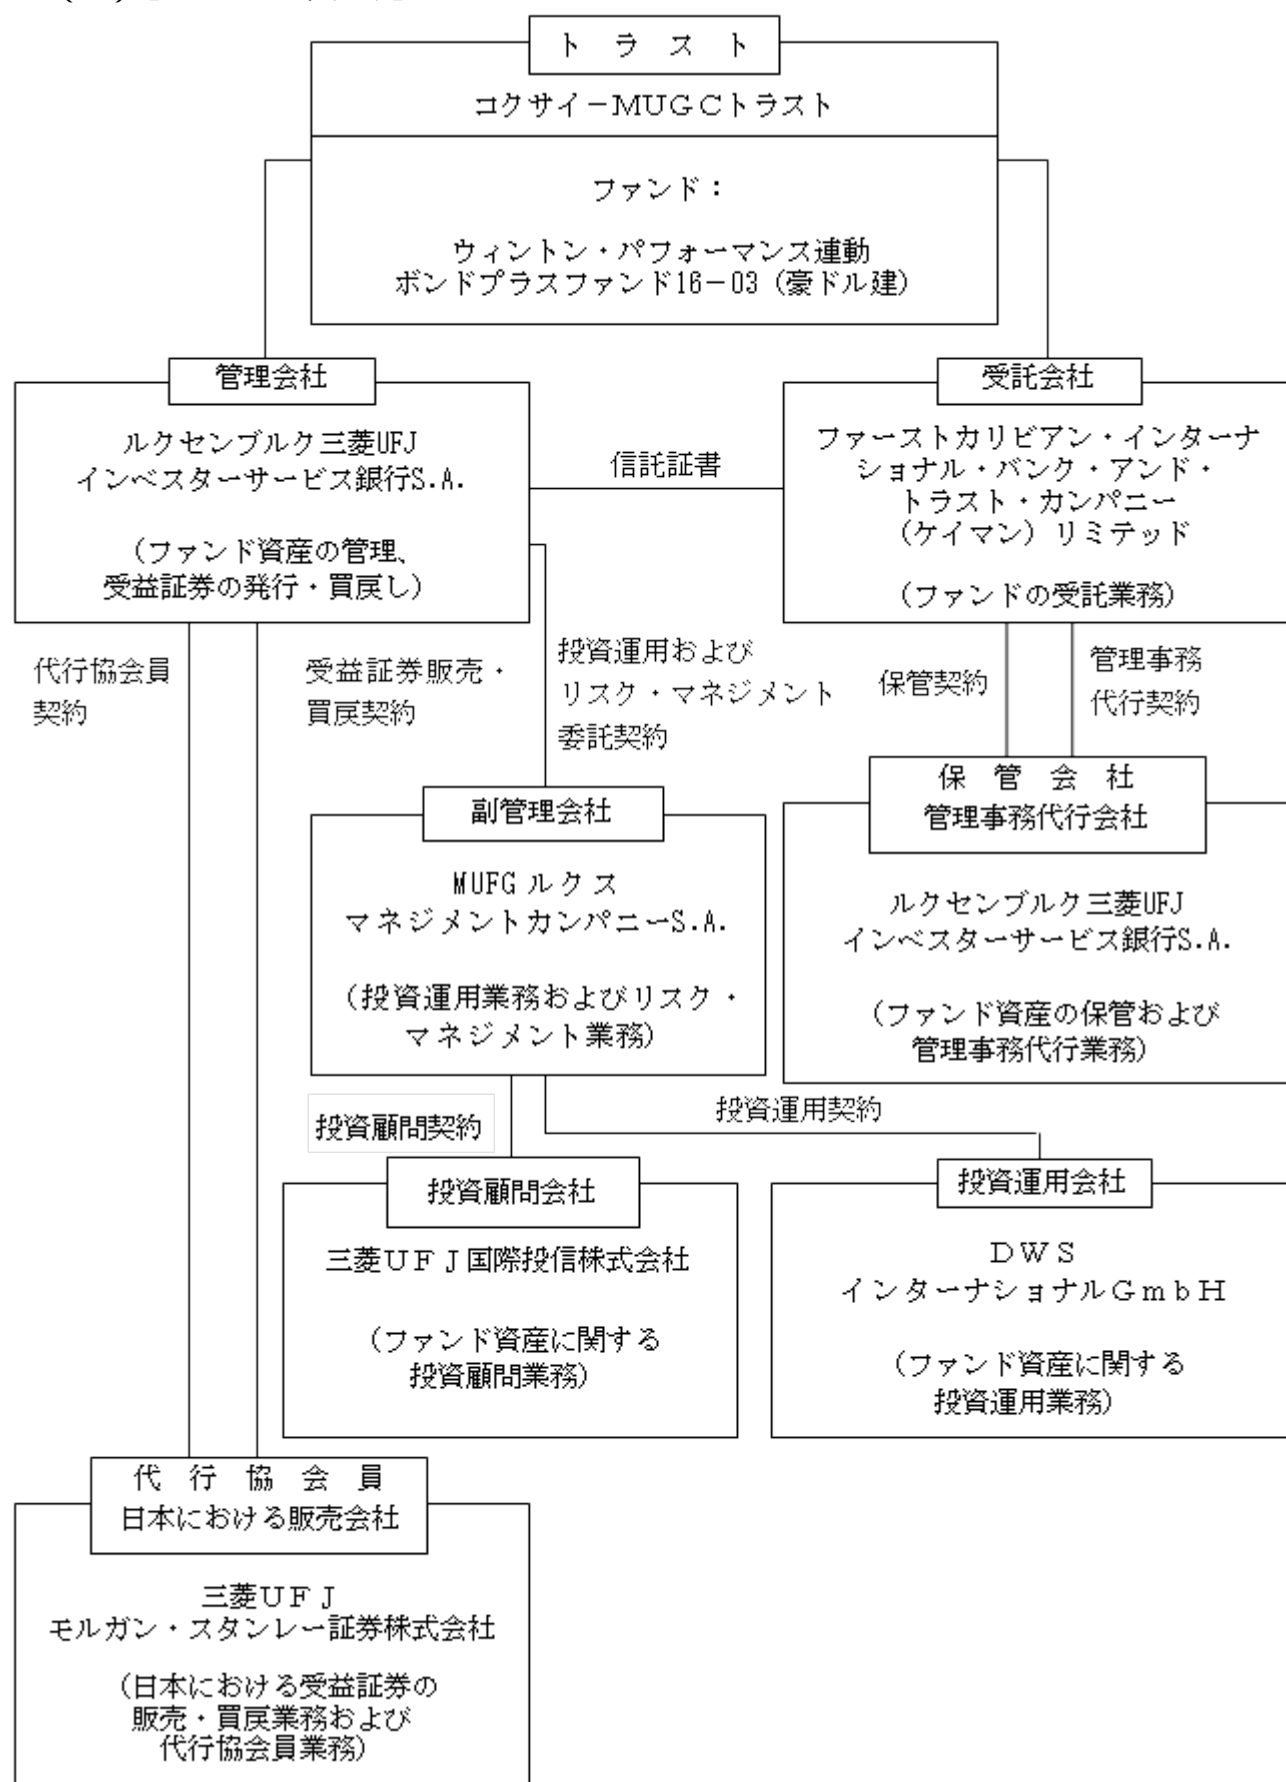 ト ラ ス ト
コクサイ－MUGCトラスト
ファンド：
ウィントン・パフォーマンス連動
ボンドプラスファンド16－03（豪ドル建）
管理会社
ルクセンブルク三菱UFJ
インベスターサービス銀行S.A.
（ファンド資産の管理、
受益証券の発行・買戻し）
信託証書
受託会社
ファーストカリビアン・インターナ
ショナル・バンク・アンド・
トラスト・カンパニー
（ケイマン）リミテッド
（ファンドの受託業務）
代行協会員
契約
受益証券販売・
買戻契約
投資運用および
リスク・マネジメント
委託契約
保管契約
管理事務
代行契約
副管理会社
MUFGルクス
マネジメントカンパニーS.A.
（投資運用業務およびリスク・
マネジメント業務）
保 管 会 社
管理事務代行会社
ルクセンブルク三菱UFJ
インベスターサービス銀行S.A.
（ファンド資産の保管および
管理事務代行業務）
投資顧問契約
投資運用契約
投資顧問会社
三菱ＵＦＪ国際投信株式会社
（ファンド資産に関する
投資顧問業務）
投資運用会社
ＤＷＳ
インターナショナルＧｍｂＨ
（ファンド資産に関する
投資運用業務）
代 行 協 会 員
日本における販売会社
三菱ＵＦＪ
モルガン・スタンレー証券株式会社
（日本における受益証券の
販売・買戻業務および
代行協会員業務）